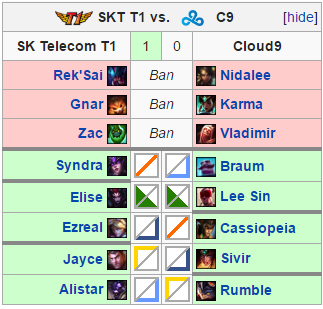 T1 SKT T1 vs. C9 [hide]
SK Telecom T1 1 0 Cloud9
Rek'Sai Ban Nidalee
Gnar Ban Karma
Zac Ban Vladimir
Syndra Braum
Elise Lee Sin
Ezreal Cassiopeia
Jayce Sivir
Alistar Rumble